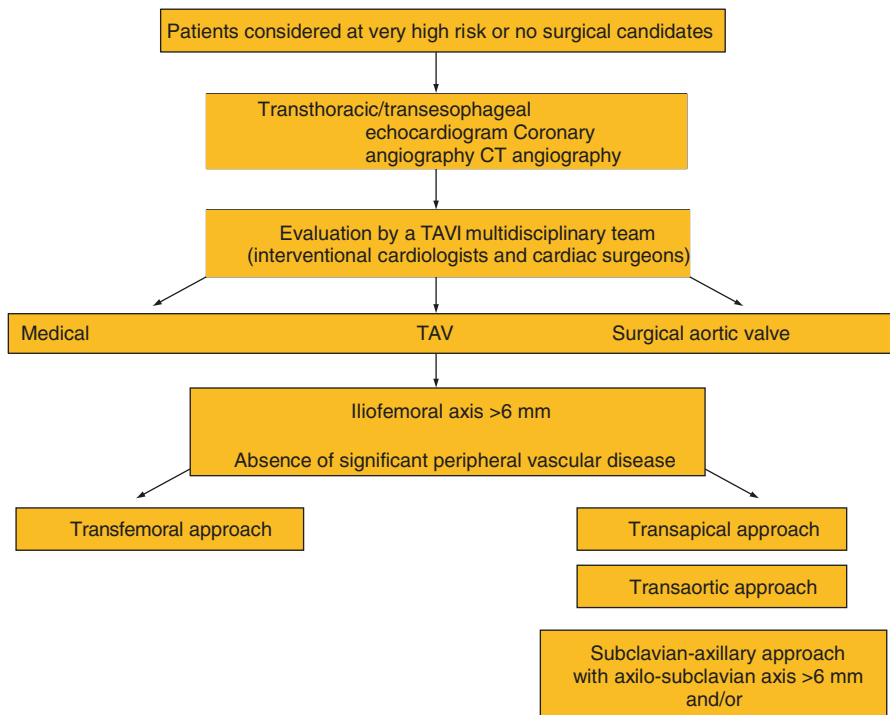 Patients considered at very high risk or no surgical candidates
Transthoracic/transesophageal
echocardiogram Coronary
angiography CT angiography
Evaluation by a TAVI multidisciplinary team
(interventional cardiologists and cardiac surgeons)
Medical TAV Surgical aortic valve
Iliofemoral axis >6 mm
Absence of significant peripheral vascular disease
Transfemoral approach
Transapical approach
Transaortic approach
Subclavian-axillary approach
with axilo-subclavian axis >6 mm
and/or